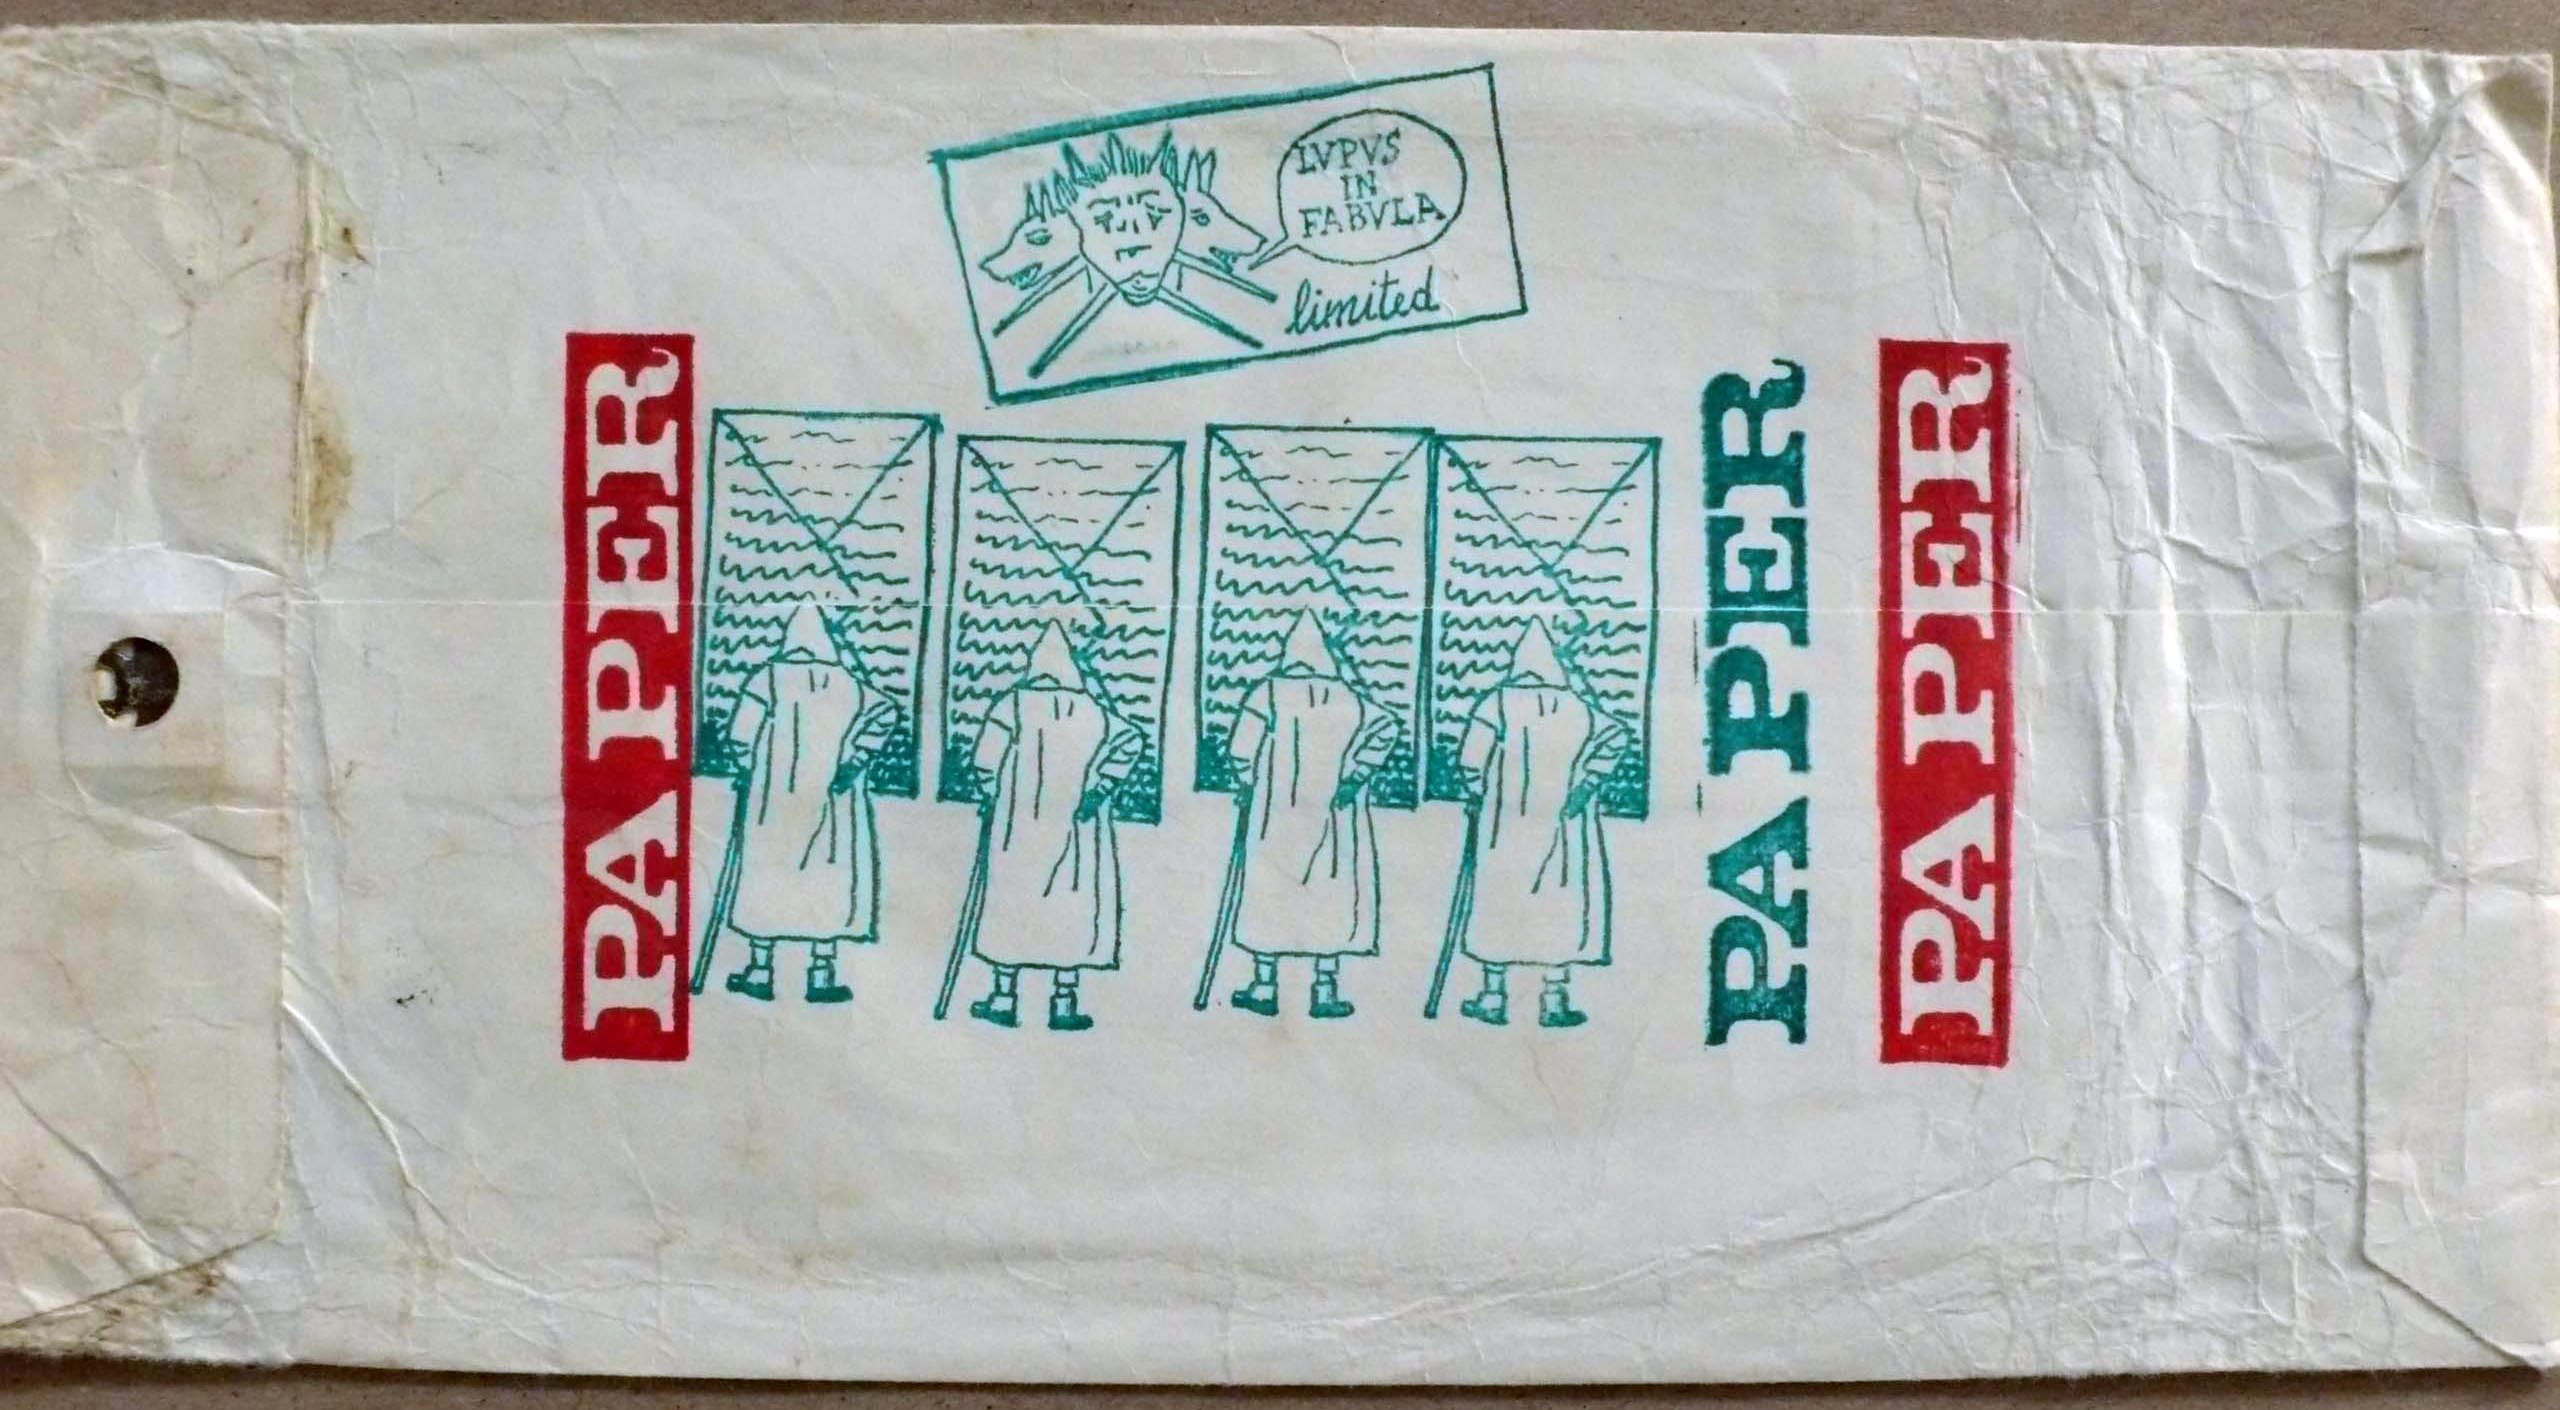 LVPVS
IN
FABVLA
limited
PAPER
PAPER
PAPER